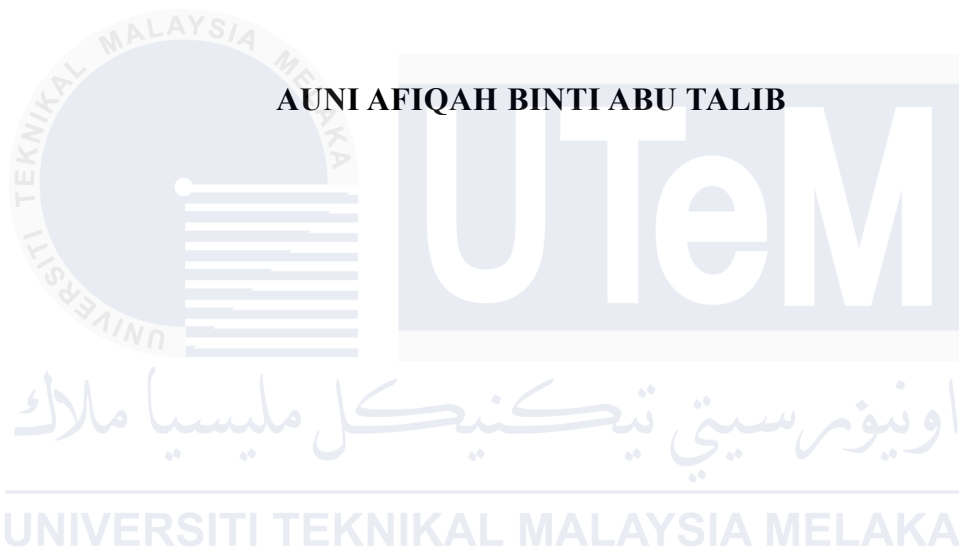 AUNI AFIQAH BINTI ABU TALIB
UNIVERSITI TEKNIKAL MALAYSIA MELAKA
UTeM
اونيۏرسيتي تيكنيكل مليسيا ملاك
UNIVERSITI TEKNIKAL MALAYSIA MELAKA